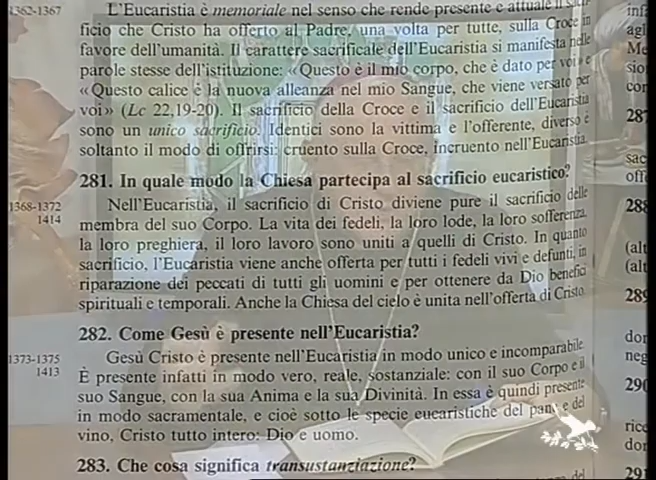 1362-1367
L'Eucaristia è memoriale nel senso che rende presente e attuale il sacri-
ficio che Cristo ha offerto al Padre, una volta per tutte, sulla Croce in
favore dell'umanità. Il carattere sacrificale dell'Eucaristia si manifesta nelle
parole stesse dell'istituzione: «Questo è il mio corpo, che è dato per voi» e
«Questo calice è la nuova alleanza nel mio Sangue, che viene versato per
voi» (Lc 22,19-20). Il sacrificio della Croce e il sacrificio dell'Eucaristia
sono un unico sacrificio. Identici sono la vittima e l'offerente, diverso è
soltanto il modo di offrirsi: cruento sulla Croce, incruento nell'Eucaristia.
281. In quale modo la Chiesa partecipa al sacrificio eucaristico?
1368-1372
1414
Nell'Eucaristia, il sacrificio di Cristo diviene pure il sacrificio delle
membra del suo Corpo. La vita dei fedeli, la loro lode, la loro sofferenza,
la loro preghiera, il loro lavoro sono uniti a quelli di Cristo. In quanto
sacrificio, l'Eucaristia viene anche offerta per tutti i fedeli vivi e defunti, in
riparazione dei peccati di tutti gli uomini e per ottenere da Dio benefici
spirituali e temporali. Anche la Chiesa del cielo è unita nell'offerta di Cristo.
282. Come Gesù è presente nell'Eucaristia?
1373-1375
1413
Gesù Cristo è presente nell'Eucaristia in modo unico e incomparabile.
È presente infatti in modo vero, reale, sostanziale: con il suo Corpo e il
suo Sangue, con la sua Anima e la sua Divinità. In essa è quindi presente
in modo sacramentale, e cioè sotto le specie eucaristiche del pane e del
vino, Cristo tutto intero: Dio e uomo.
283. Che cosa significa transustanziazione?
287
288
289
290
291